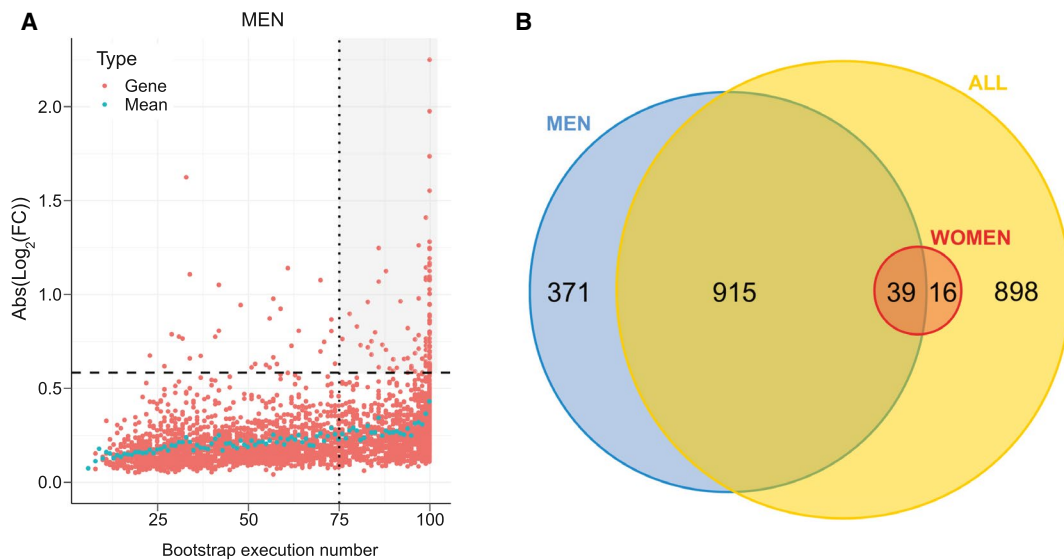 A
MEN
Type
Gene
Mean
Abs(Log2(FC))
2.0
1.5
1.0
0.5
0.0
25 50 75 100
Bootstrap execution number
B
MEN
ALL
WOMEN
371 915 39 16 898